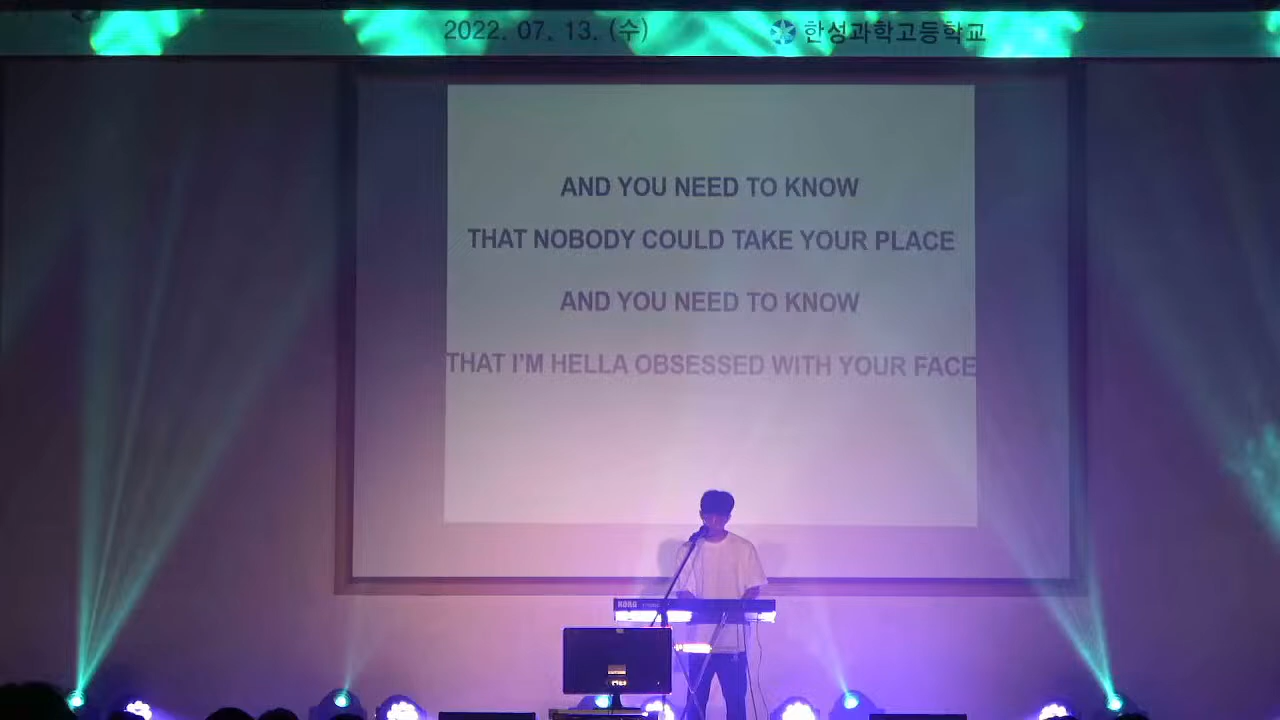 2022. 07. 13. (수) 한성과학고등학교
AND YOU NEED TO KNOW
THAT NOBODY COULD TAKE YOUR PLACE
AND YOU NEED TO KNOW
THAT I'M HELLA OBSESSED WITH YOUR FACE
KORG